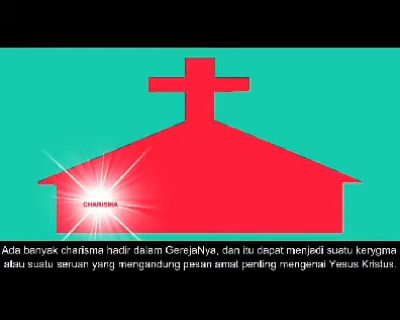 CHARISMA
Ada banyak charisma hadir dalam GerejaNya, dan itu dapat menjadi suatu kerygma
atau suatu seruan yang mengandung pesan amat penting mengenai Yesus Kristus.